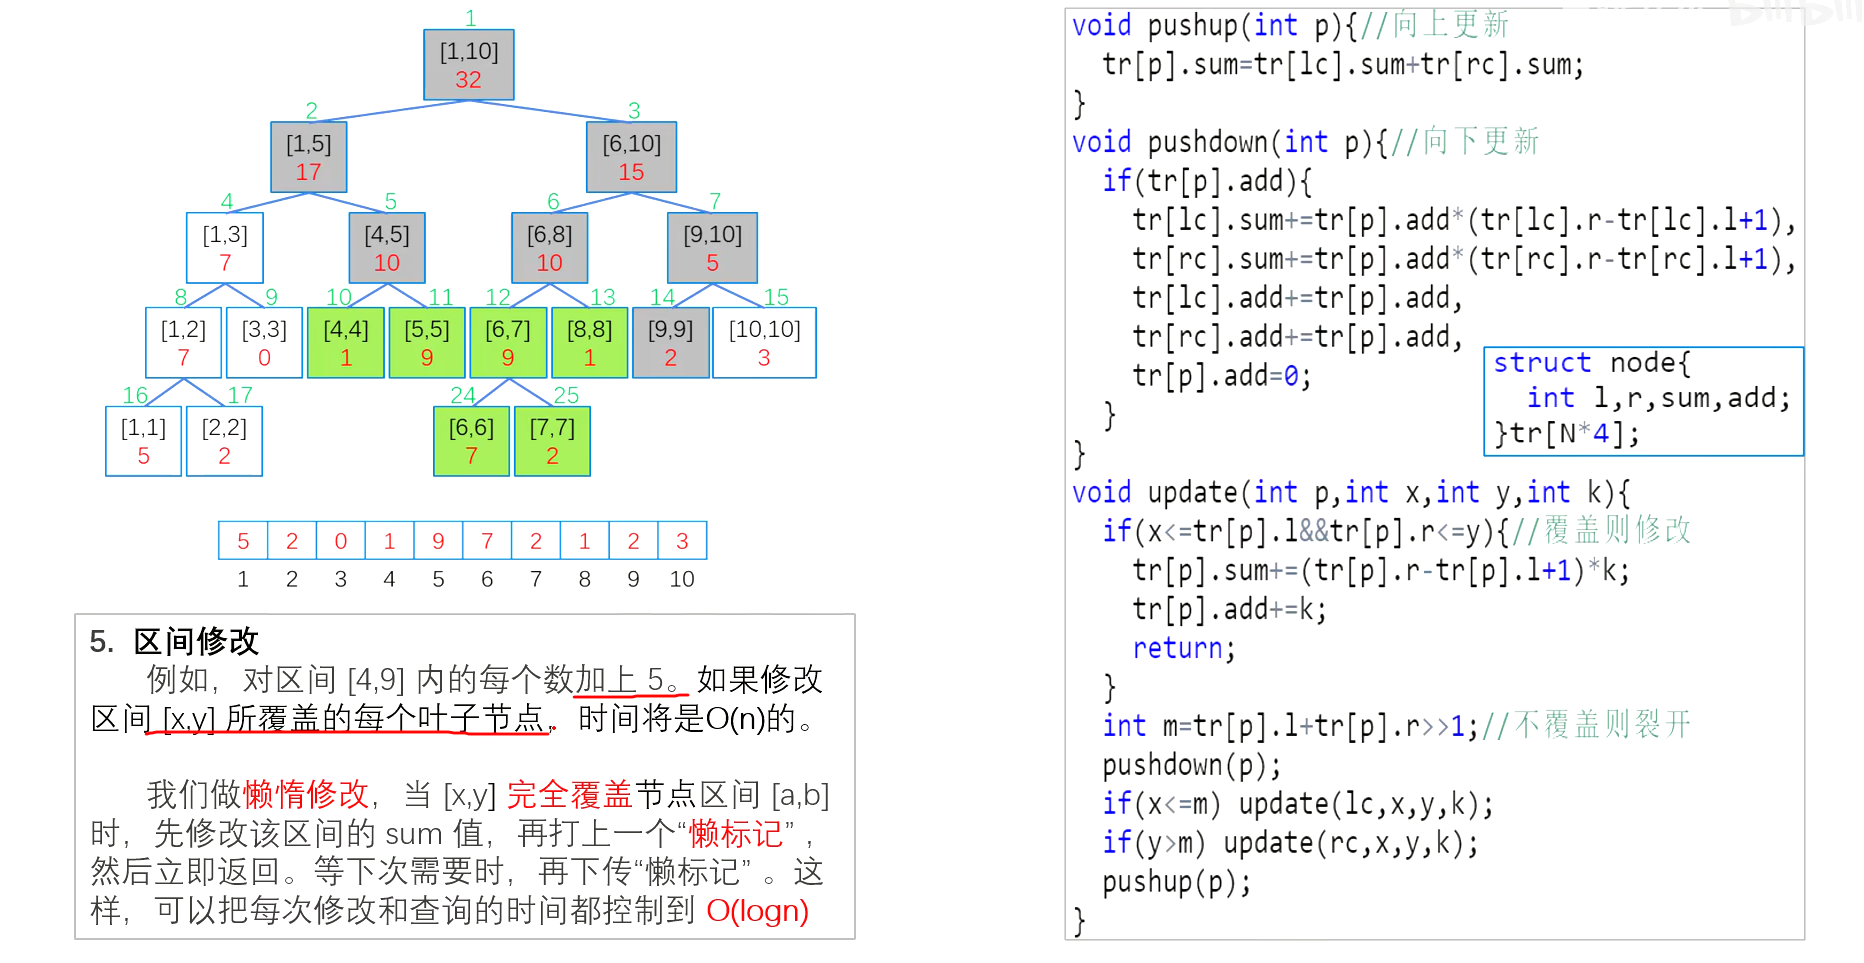 1
[1,10]
32
2
3
[1,5]
17
[6,10]
15
4
5
6
7
[1,3]
7
[4,5]
10
[6,8]
10
[9,10]
5
8
9
10
11
12
13
14
15
[1,2]
7
[3,3]
0
[4,4]
1
[5,5]
9
[6,7]
9
[8,8]
1
[9,9]
2
[10,10]
3
16
17
24
25
[1,1]
5
[2,2]
2
[6,6]
7
[7,7]
2
5 2 0 1 9 7 2 1 2 3
1 2 3 4 5 6 7 8 9 10
5. 区间修改
例如，对区间 [4,9] 内的每个数加上 5。如果修改
区间 [x,y] 所覆盖的每个叶子节点，时间将是O(n)的。
我们做懒惰修改，当 [x,y] 完全覆盖节点区间 [a,b]
时，先修改该区间的 sum 值，再打上一个“懒标记”，
然后立即返回。等下次需要时，再下传“懒标记” 。这
样，可以把每次修改和查询的时间都控制到 O(logn)
void pushup(int p){//向上更新
tr[p].sum=tr[lc].sum+tr[rc].sum;
}
void pushdown(int p){//向下更新
if(tr[p].add){
tr[lc].sum+=tr[p].add*(tr[lc].r-tr[lc].l+1),
tr[rc].sum+=tr[p].add*(tr[rc].r-tr[rc].l+1),
tr[lc].add+=tr[p].add,
tr[rc].add+=tr[p].add,
tr[p].add=0;
}
}
struct node{
int l,r,sum,add;
}tr[N*4];
void update(int p,int x,int y,int k){
if(x<=tr[p].l&&tr[p].r<=y){//覆盖则修改
tr[p].sum+=(tr[p].r-tr[p].l+1)*k;
tr[p].add+=k;
return;
}
int m=tr[p].l+tr[p].r>>1;//不覆盖则裂开
pushdown(p);
if(x<=m) update(lc,x,y,k);
if(y>m) update(rc,x,y,k);
pushup(p);
}